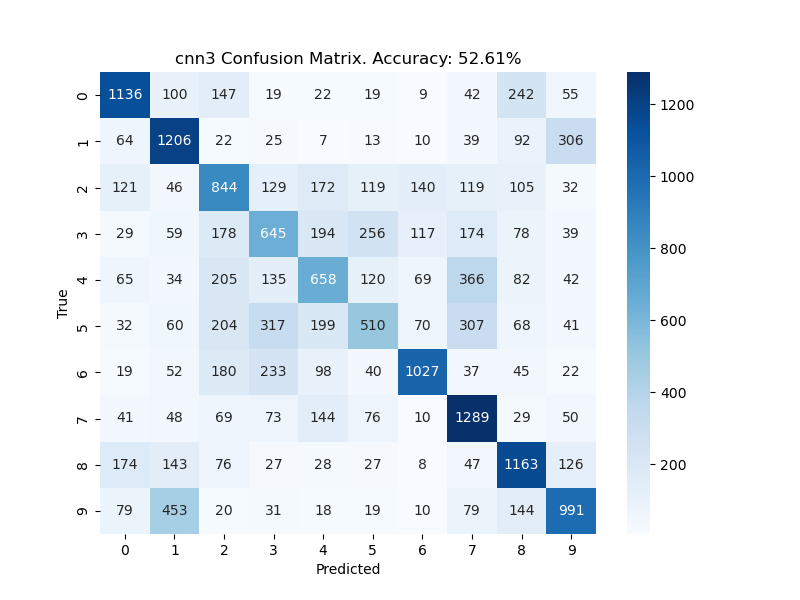 cnn3 Confusion Matrix. Accuracy: 52.61%
0 1136 100 147 19 22 19 9 42 242 55
1 64 1206 22 25 7 13 10 39 92 306
2 121 46 844 129 172 119 140 119 105 32
3 29 59 178 645 194 256 117 174 78 39
4 65 34 205 135 658 120 69 366 82 42
5 32 60 204 317 199 510 70 307 68 41
6 19 52 180 233 98 40 1027 37 45 22
7 41 48 69 73 144 76 10 1289 29 50
8 174 143 76 27 28 27 8 47 1163 126
9 79 453 20 31 18 19 10 79 144 991
0 1 2 3 4 5 6 7 8 9
Predicted
True
1200
1000
800
600
400
200